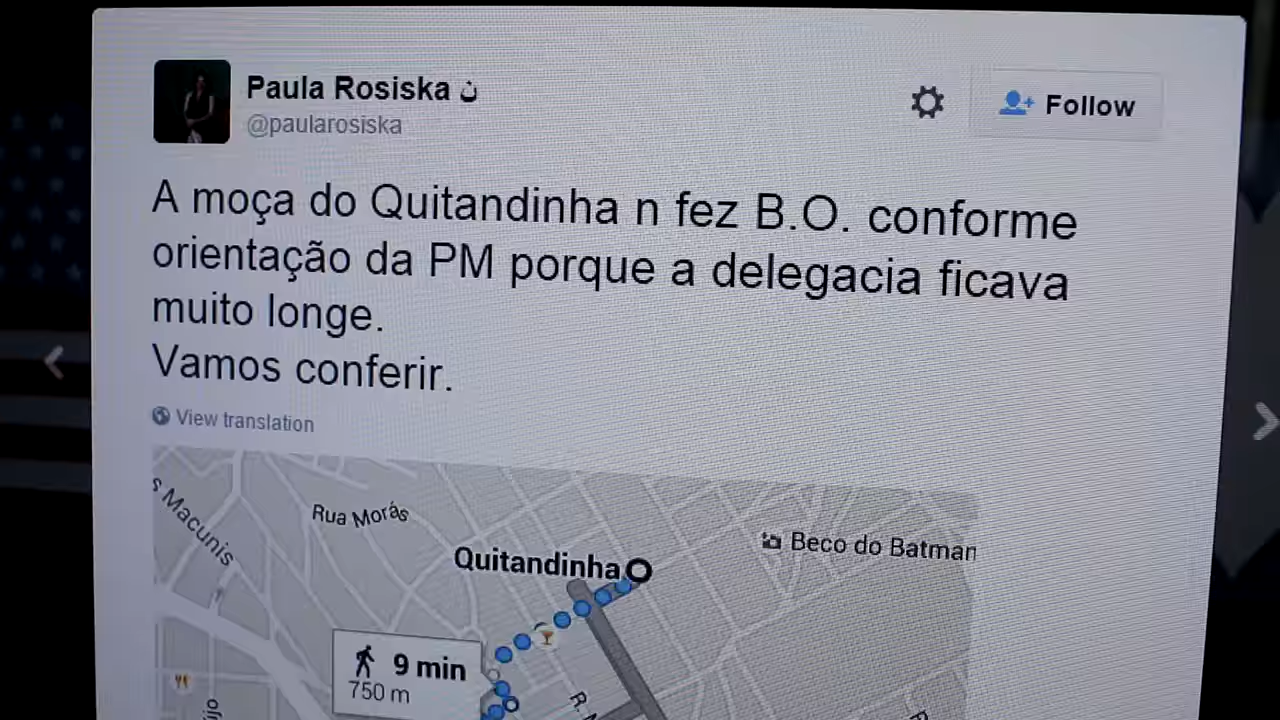 Paula Rosiska ن
@paularosiska
Follow
A moça do Quitandinha n fez B.O. conforme
orientação da PM porque a delegacia ficava
muito longe.
Vamos conferir.
View translation
s Macunis
Rua Morás
Beco do Batman
Quitandinha
9 min
750 m